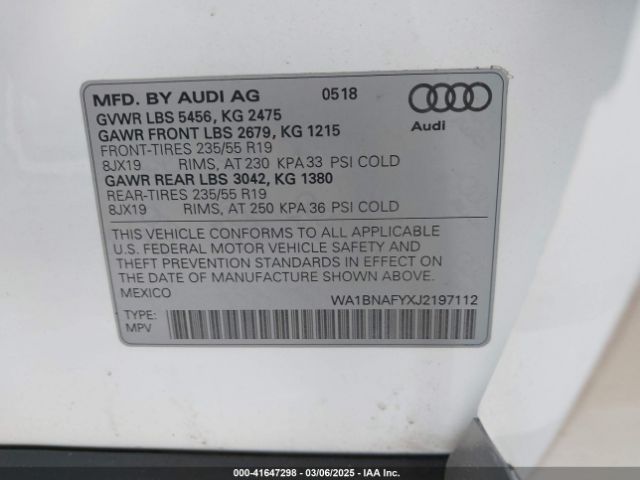 MFD. BY AUDI AG 0518
GVWR LBS 5456, KG 2475
GAWR FRONT LBS 2679, KG 1215
FRONT-TIRES 235/55 R19
8JX19 RIMS, AT 230 KPA 33 PSI COLD
GAWR REAR LBS 3042, KG 1380
REAR-TIRES 235/55 R19
8JX19 RIMS, AT 250 KPA 36 PSI COLD
Audi
THIS VEHICLE CONFORMS TO ALL APPLICABLE
U.S. FEDERAL MOTOR VEHICLE SAFETY AND
THEFT PREVENTION STANDARDS IN EFFECT ON
THE DATE OF MANUFACTURE SHOWN ABOVE.
MEXICO WA1BNAFYXJ2197112
TYPE:
MPV
000-41647298 - 03/06/2025 - IAA Inc.